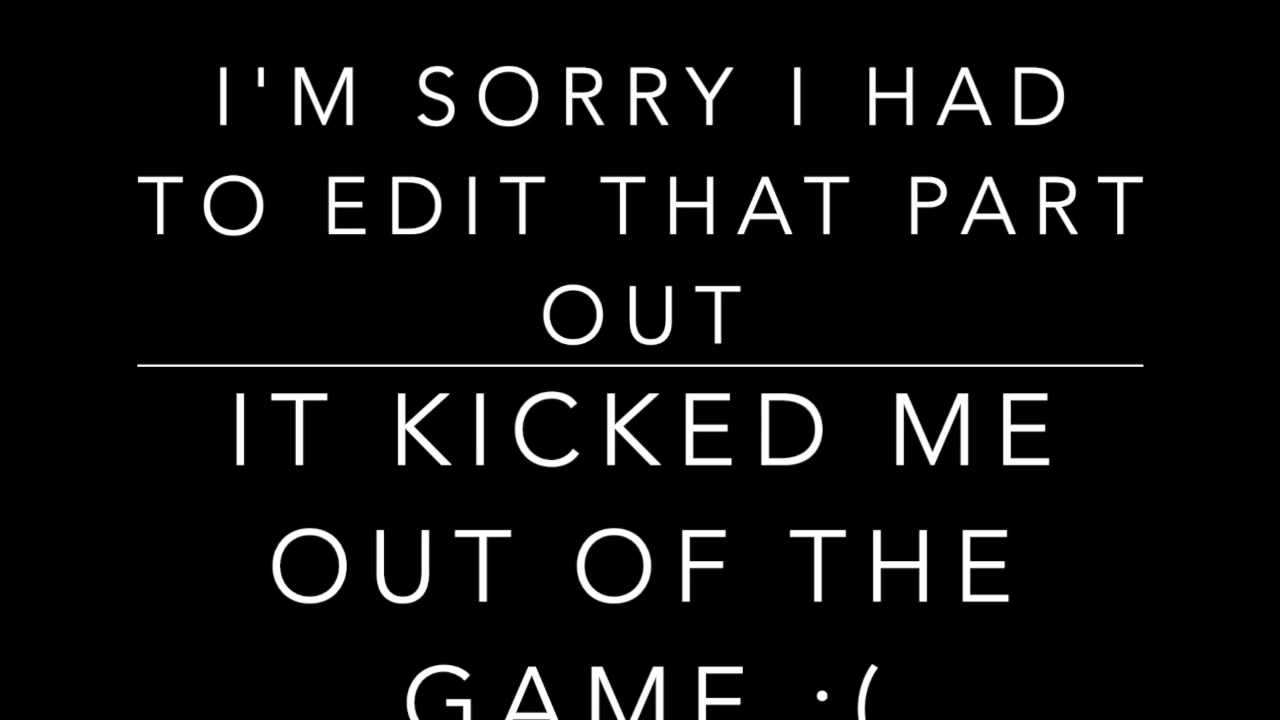 I'M SORRY I HAD
TO EDIT THAT PART
OUT
IT KICKED ME
OUT OF THE
GAME :(